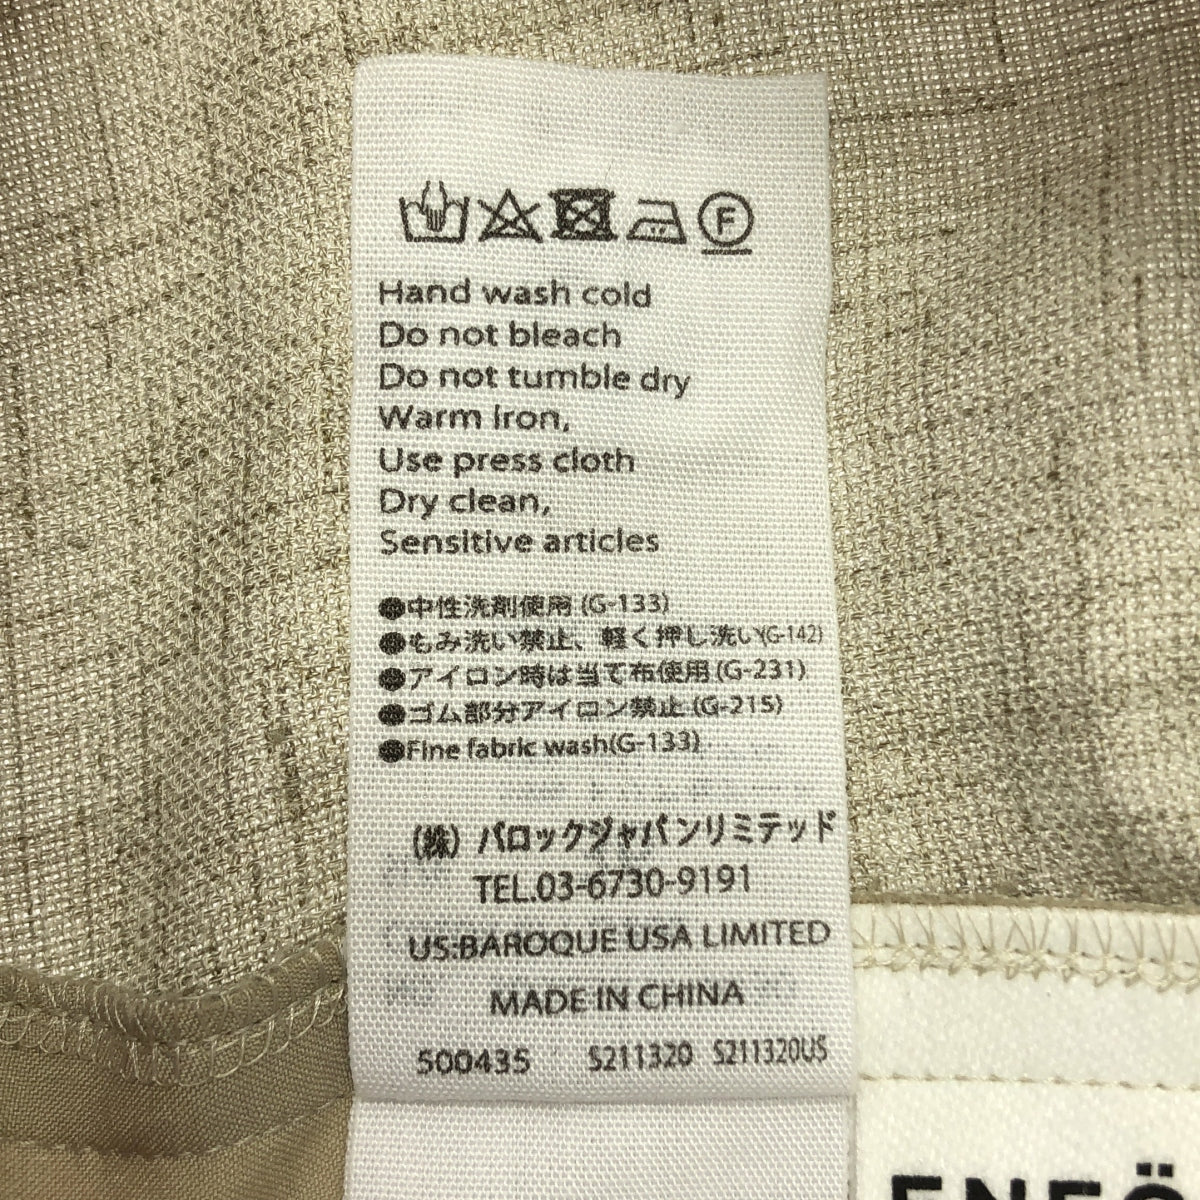 F
Hand wash cold
Do not bleach
Do not tumble dry
Warm iron,
Use press cloth
Dry clean,
Sensitive articles
●中性洗剤使用(G-133)
●もみ洗い禁止、軽く押し洗い(G-142)
●アイロン時は当て布使用(G-231)
●ゴム部分アイロン禁止(G-215)
●Fine fabric wash(G-133)
(株)バロックジャパンリミテッド
TEL.03-6730-9191
US:BAROQUE USA LIMITED
MADE IN CHINA
500435 S211320 S211320US